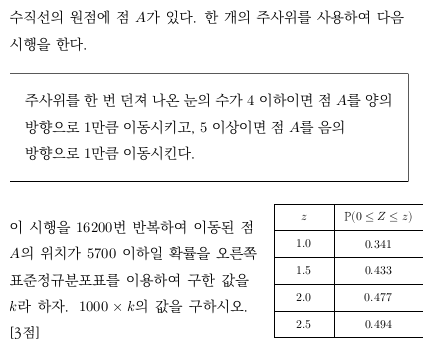 수직선의 원점에 점 A가 있다. 한 개의 주사위를 사용하여 다음
시행을 한다.
주사위를 한 번 던져 나온 눈의 수가 4 이하이면 점 A를 양의
방향으로 1만큼 이동시키고, 5 이상이면 점 A를 음의
방향으로 1만큼 이동시킨다.
이 시행을 16200번 반복하여 이동된 점
A의 위치가 5700 이하일 확률을 오른쪽
표준정규분포표를 이용하여 구한 값을
k라 하자. 1000 × k의 값을 구하시오.
[3점]
z P(0 ≤ Z ≤ z)
1.0 0.341
1.5 0.433
2.0 0.477
2.5 0.494